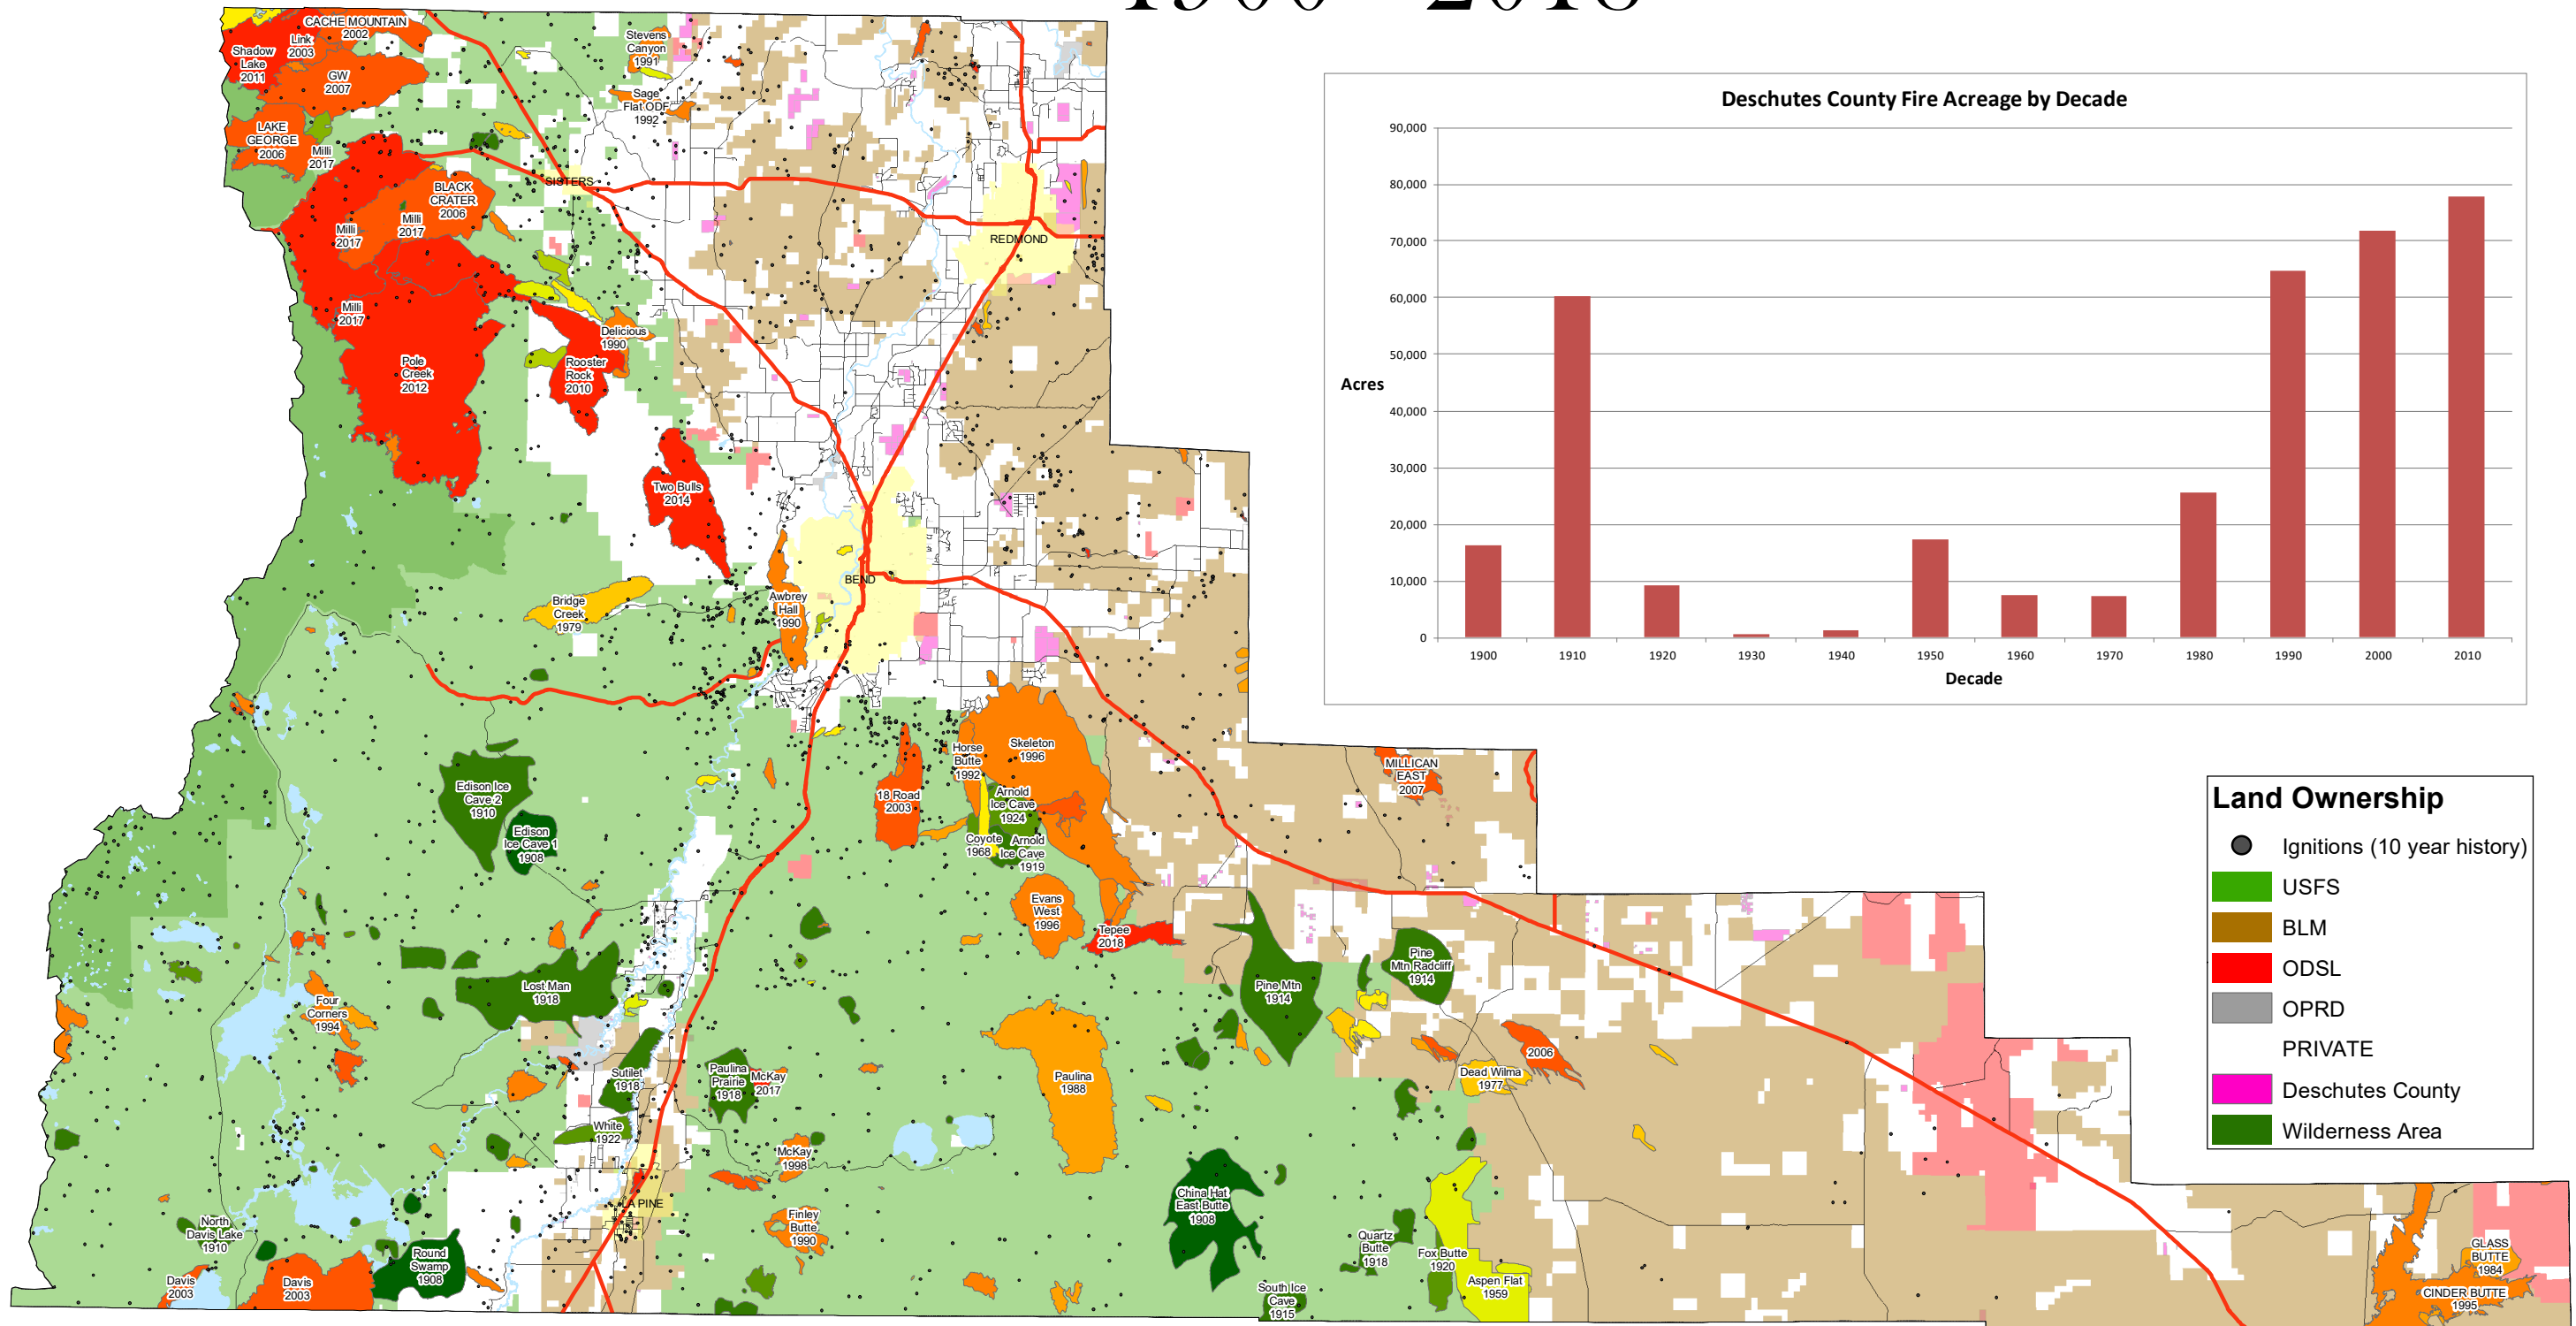 1900 - 2018
CACHE MOUNTAIN
2002
Link
2003
Shadow
Lake
2011
GW
2007
LAKE
GEORGE
2006
Milli
2017
BLACK
CRATER
2006
Milli
2017
Milli
2017
Milli
2017
Pole
Creek
2012
Stevens
Canyon
1991
Sage
Flat ODF
1992
SISTERS
REDMOND
Delicious
1990
Rooster
Rock
2010
Two Bulls
2014
BEND
Awbrey
Hall
1990
Bridge
Creek
1979
Deschutes County Fire Acreage by Decade
90,000
80,000
70,000
60,000
50,000
Acres
40,000
30,000
20,000
10,000
0
1900 1910 1920 1930 1940 1950 1960 1970 1980 1990 2000 2010
Decade
Edison Ice
Cave 2
1910
Edison
Ice Cave 1
1908
18 Road
2003
Horse
Butte
1992
Skeleton
1996
Arnold
Ice Cave
1924
Coyote
1968
Arnold
Ice Cave
1919
Evans
West
1996
Tepee
2018
MILLICAN
EAST
2007
Pine Mtn
1914
Pine
Mtn Radcliff
1914
Lost Man
1918
Four
Corners
1994
Sutilet
1918
Paulina
Prairie
1918
McKay
2017
White
1922
McKay
1998
Paulina
1988
2006
Dead Wilma
1977
A PINE
Finley
Butte
1990
North
Davis Lake
1910
Davis
2003
Davis
2003
Round
Swamp
1908
China Hat
East Butte
1908
South Ice
Cave
1915
Quartz
Butte
1918
Fox Butte
1920
Aspen Flat
1959
GLASS
BUTTE
1984
CINDER BUTTE
1995
Land Ownership
Ignitions (10 year history)
USFS
BLM
ODSL
OPRD
PRIVATE
Deschutes County
Wilderness Area